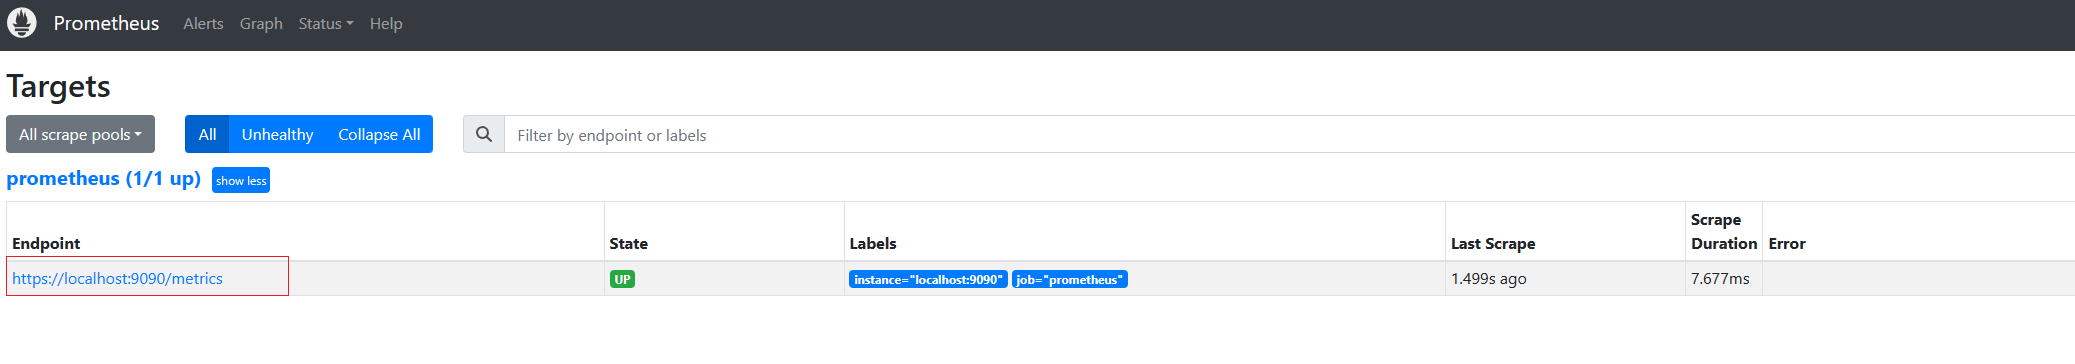 Prometheus Alerts Graph Status Help
Targets
All scrape pools All Unhealthy Collapse All Filter by endpoint or labels
prometheus (1/1 up) show less
Endpoint State Labels Last Scrape Scrape Duration Error
https://localhost:9090/metrics UP instance="localhost:9090" job="prometheus" 1.499s ago 7.677ms